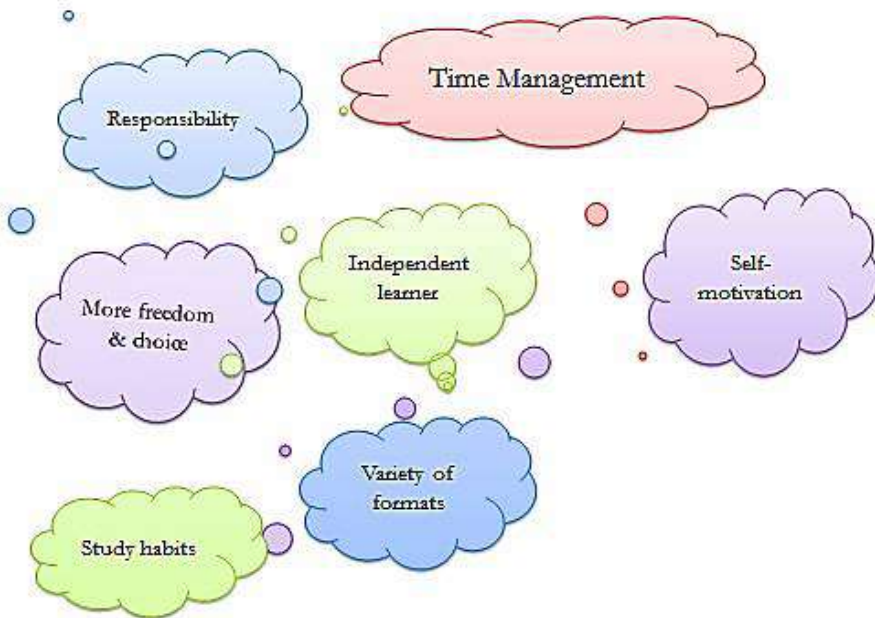 Time Management
Responsibility
Independent
learner
Self-
motivation
More freedom
& choice
Variety of
formats
Study habits